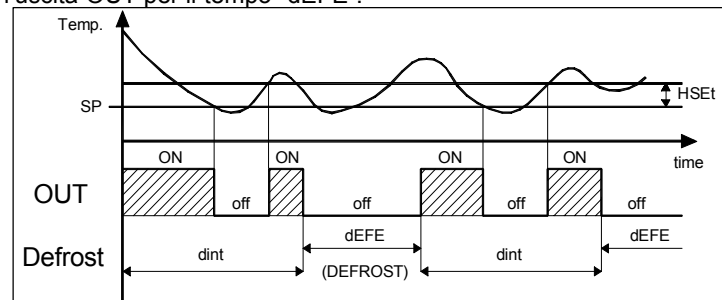 l'uscita OUT per il tempo "dEFE".
Temp.
HSEt
SP
time
ON ON ON ON
OUT off off off off
dEFE dEFE
Defrost dint (DEFROST) dint